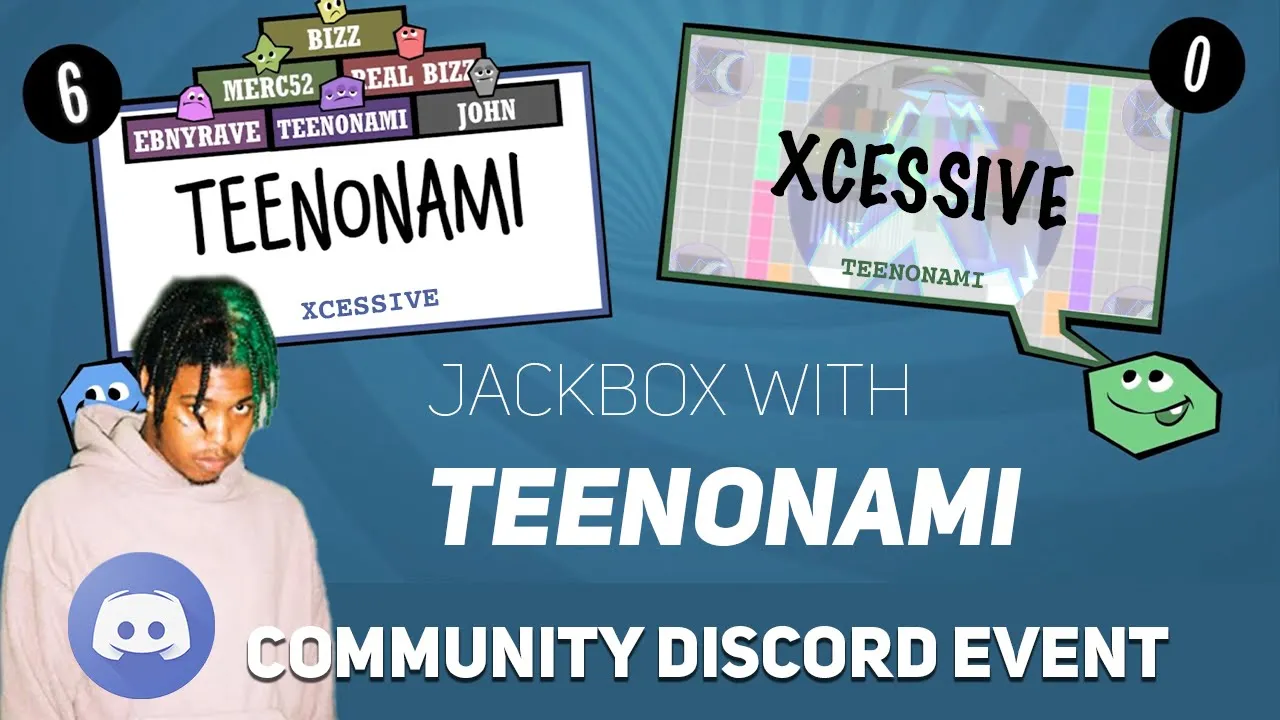 6
BIZZ
MERC52
REAL BIZZ
EBNYRAVE
TEENONAMI
JOHN
TEENONAMI
XCESSIVE
0
XCESSIVE
TEENONAMI
JACKBOX WITH
TEENONAMI
COMMUNITY DISCORD EVENT